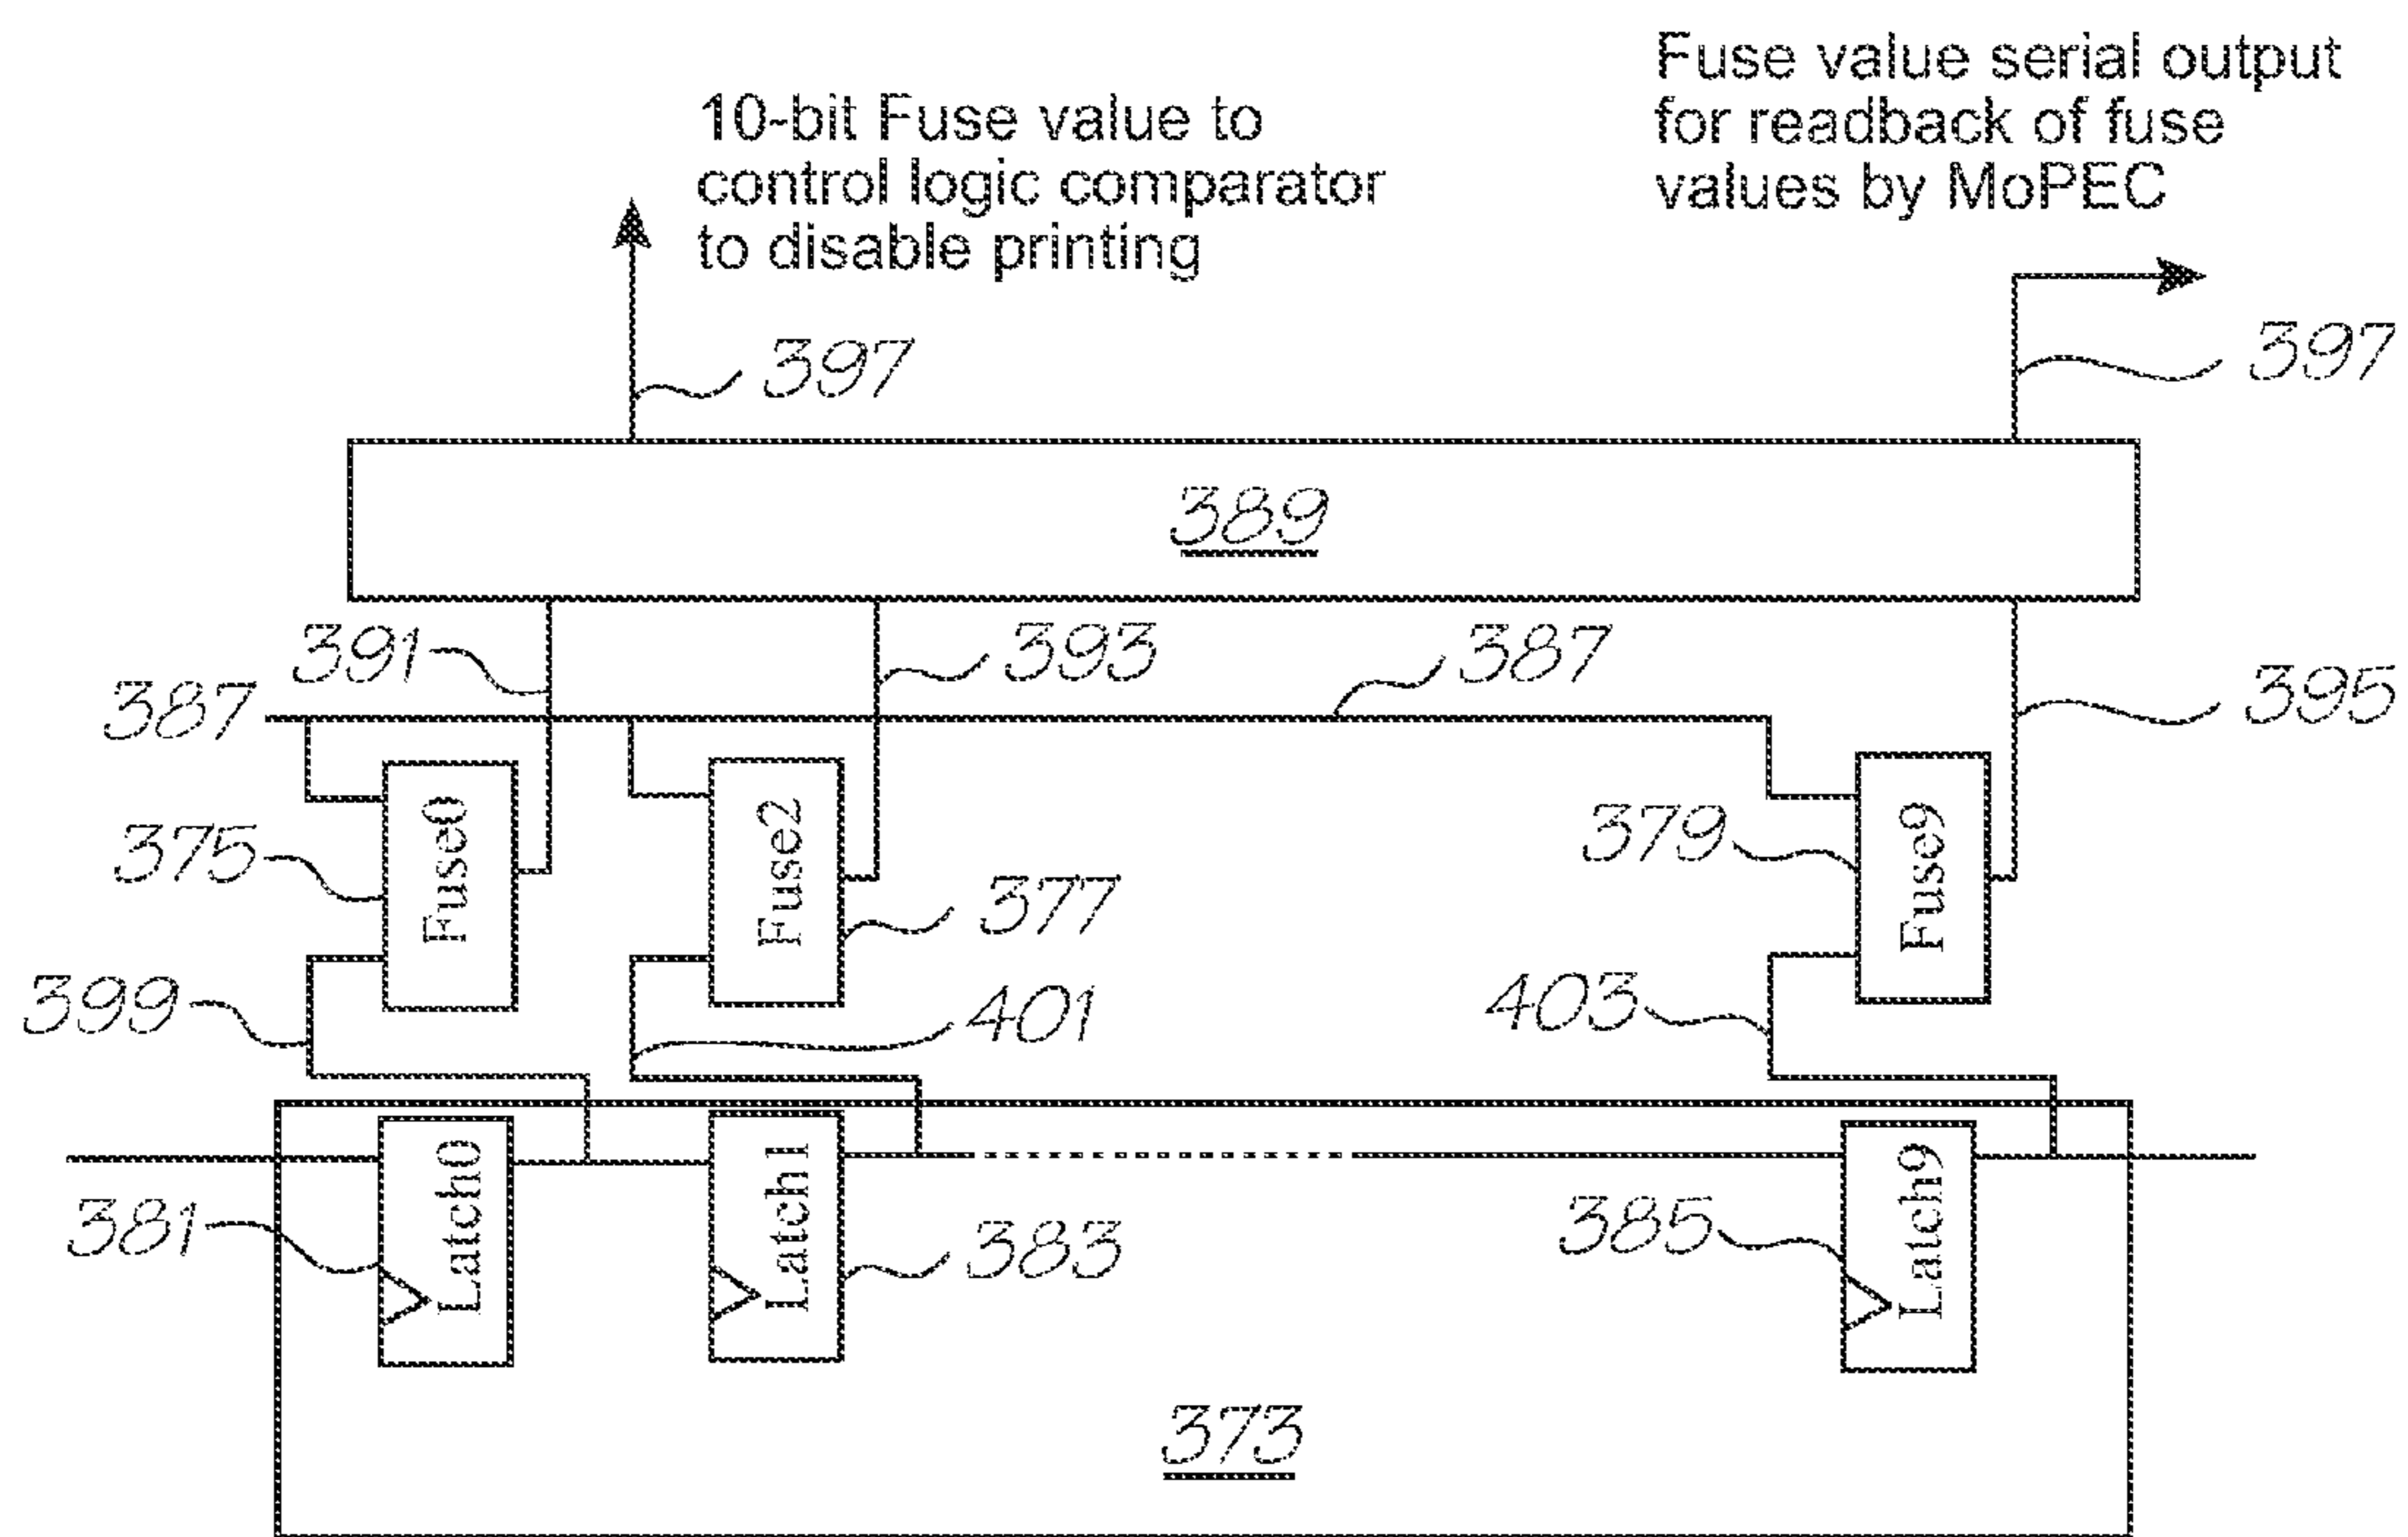 Fuse value serial output
for readback of fuse
values by MoPEC
10-bit Fuse value to
control logic comparator
to disable printing
397
397
389
391
393
387
387
395
Fuse0
Fuse2
Fuse9
375
377
379
399
401
403
Latch0
Latch1
Latch9
381
383
385
373